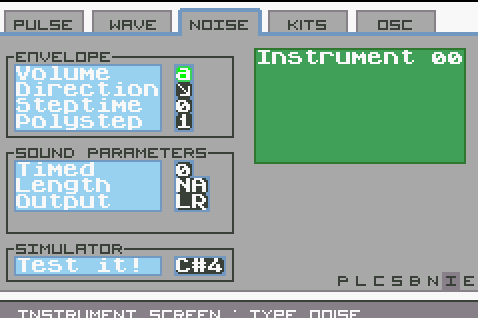 PULSE WAVE NOISE KITS OSC
ENVELOPE
Volume a
Direction
Steptime 0
Polystep 1
Instrument 00
SOUND PARAMETERS
Timed 0
Length NA
Output LR
SIMULATOR
Test it! C#4
P L C S B N I E
INSTRUMENT SCREEN : TYPE NOISE